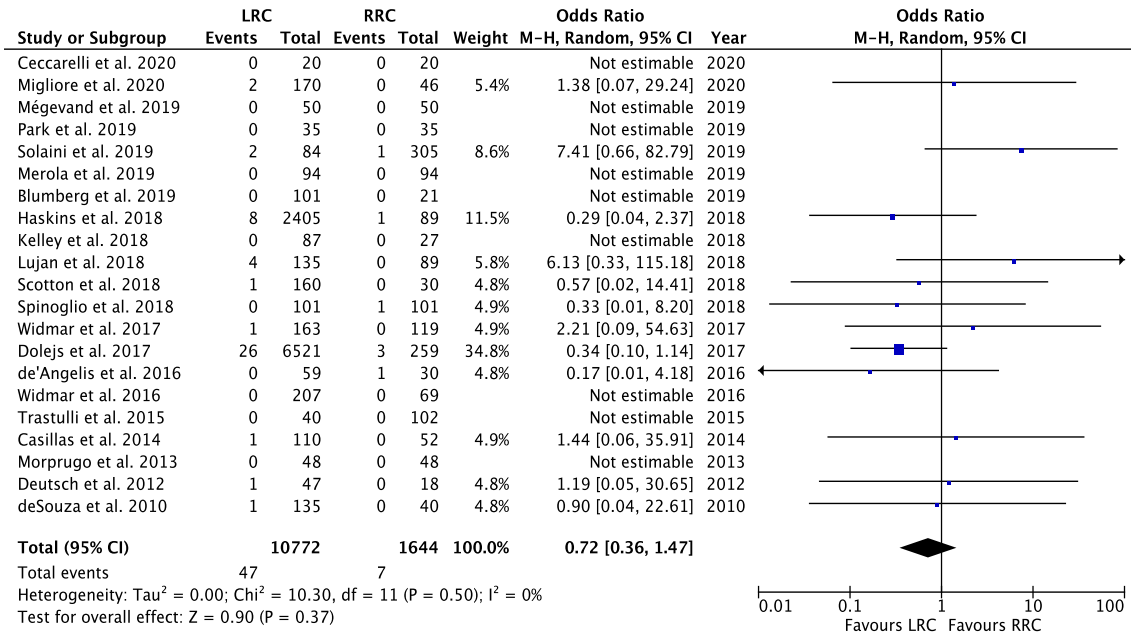 LRC RRC Odds Ratio Odds Ratio
Study or Subgroup Events Total Events Total Weight M-H, Random, 95% CI Year M-H, Random, 95% CI
Ceccarelli et al. 2020 0 20 0 20 Not estimable 2020
Migliore et al. 2020 2 170 0 46 5.4% 1.38 [0.07, 29.24] 2020
Mégevand et al. 2019 0 50 0 50 Not estimable 2019
Park et al. 2019 0 35 0 35 Not estimable 2019
Solaini et al. 2019 2 84 1 305 8.6% 7.41 [0.66, 82.79] 2019
Merola et al. 2019 0 94 0 94 Not estimable 2019
Blumberg et al. 2019 0 101 0 21 Not estimable 2019
Haskins et al. 2018 8 2405 1 89 11.5% 0.29 [0.04, 2.37] 2018
Kelley et al. 2018 0 87 0 27 Not estimable 2018
Lujan et al. 2018 4 135 0 89 5.8% 6.13 [0.33, 115.18] 2018
Scotton et al. 2018 1 160 0 30 4.8% 0.57 [0.02, 14.41] 2018
Spinoglio et al. 2018 0 101 1 101 4.9% 0.33 [0.01, 8.20] 2018
Widmar et al. 2017 1 163 0 119 4.9% 2.21 [0.09, 54.63] 2017
Dolejs et al. 2017 26 6521 3 259 34.8% 0.34 [0.10, 1.14] 2017
de'Angelis et al. 2016 0 59 1 30 4.8% 0.17 [0.01, 4.18] 2016
Widmar et al. 2016 0 207 0 69 Not estimable 2016
Trastulli et al. 2015 0 40 0 102 Not estimable 2015
Casillas et al. 2014 1 110 0 52 4.9% 1.44 [0.06, 35.91] 2014
Morprugo et al. 2013 0 48 0 48 Not estimable 2013
Deutsch et al. 2012 1 47 0 18 4.8% 1.19 [0.05, 30.65] 2012
deSouza et al. 2010 1 135 0 40 4.8% 0.90 [0.04, 22.61] 2010
Total (95% CI) 10772 1644 100.0% 0.72 [0.36, 1.47]
Total events 47 7
Heterogeneity: Tau² = 0.00; Chi² = 10.30, df = 11 (P = 0.50); I² = 0%
Test for overall effect: Z = 0.90 (P = 0.37)
0.01 0.1 1 10 100
Favours LRC Favours RRC